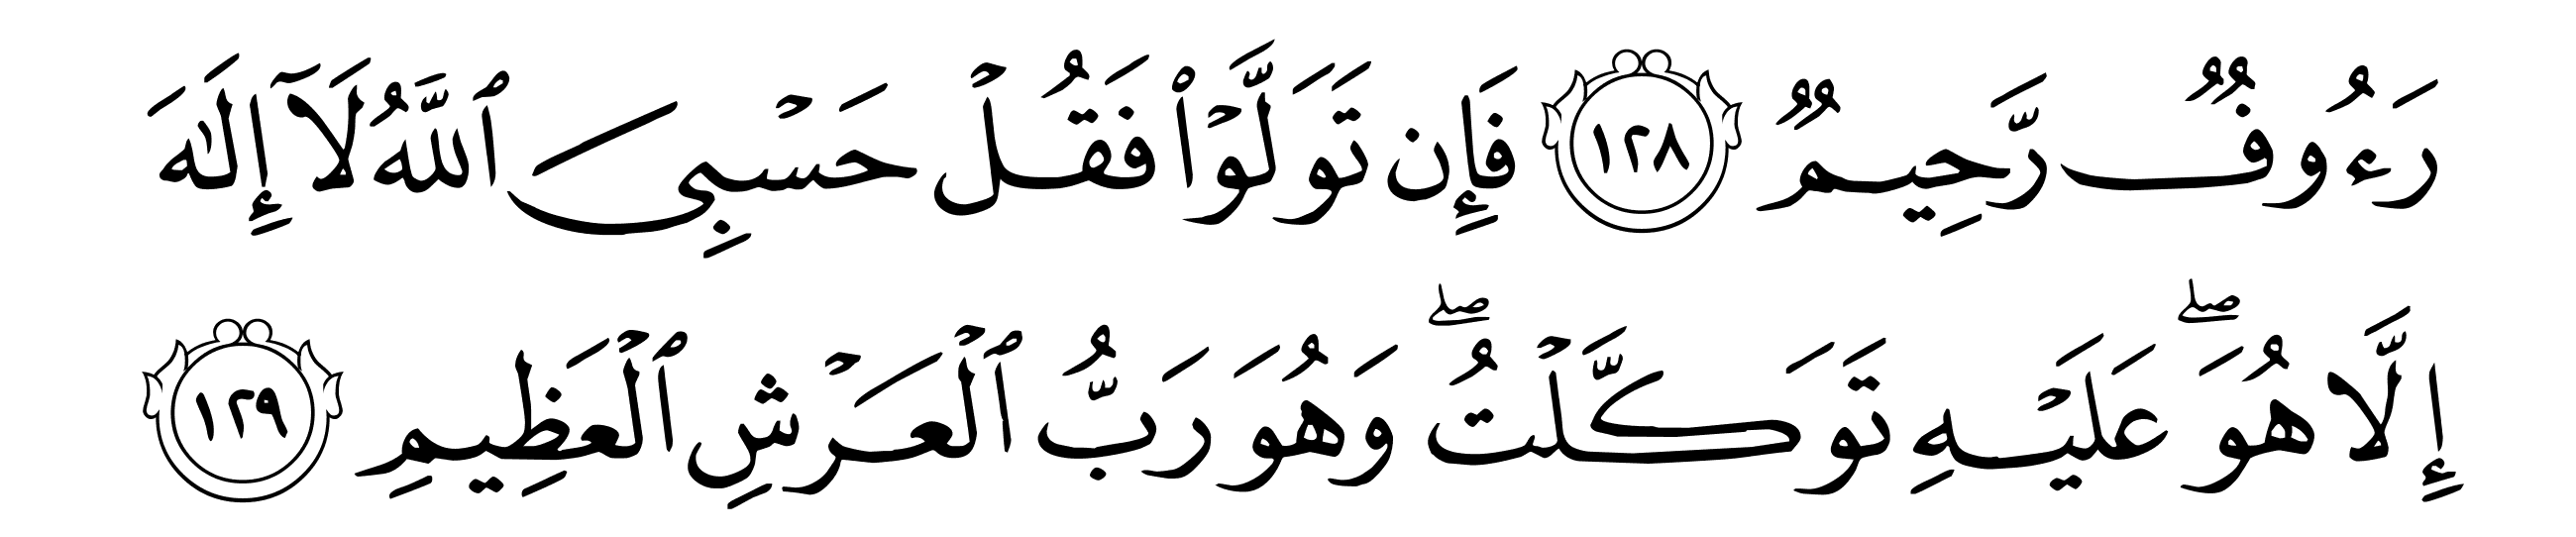 رَءُوفٌ رَّحِيمٌ ١٢٨ فَإِن تَوَلَّوۡاْ فَقُلۡ حَسۡبِيَ ٱللَّهُ لَآ إِلَٰهَ
إِلَّا هُوَۖ عَلَيۡهِ تَوَكَّلۡتُۖ وَهُوَ رَبُّ ٱلۡعَرۡشِ ٱلۡعَظِيمِ ١٢٩